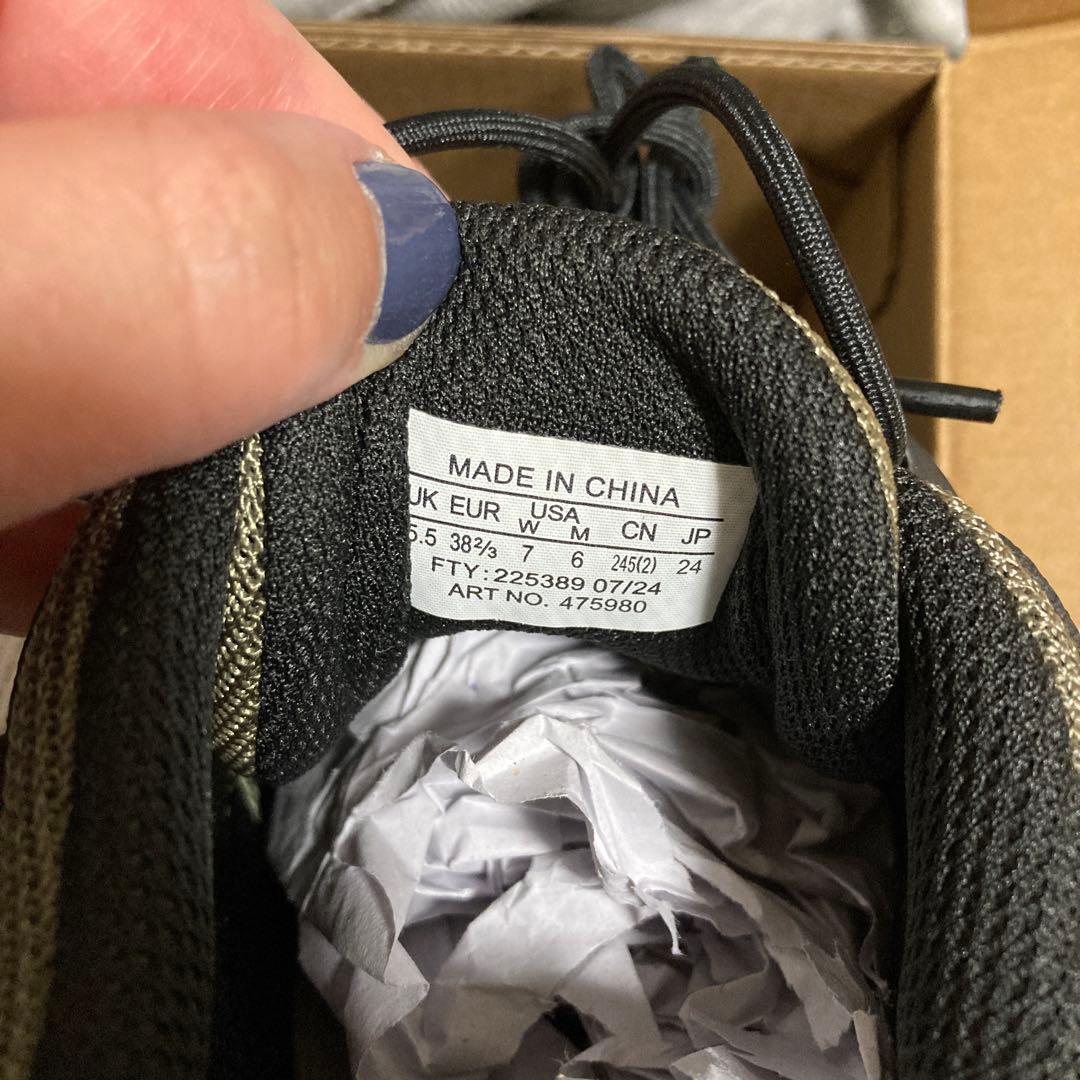 MADE IN CHINA
UK EUR USA CN JP
W M
5.5 38⅔ 7 6 245(2) 24
FTY: 225389 07/24
ART NO. 475980